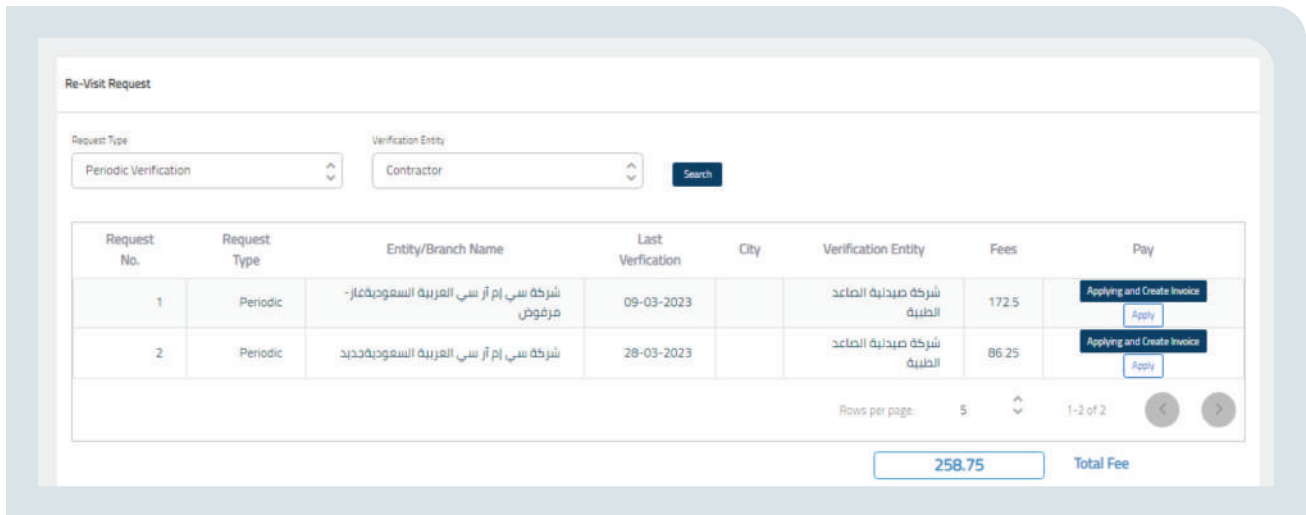 Re-Visit Request
Request Type
Verification Entity
Periodic Verification
Contractor
Search
Request No.
Request Type
Entity/Branch Name
Last Verfication
City
Verification Entity
Fees
Pay
1
Periodic
شركة سي إم آر سي العربية السعوديةغاز-
مرفوض
09-03-2023
شركة صيدلية الصاعد
الطبية
172.5
Applying and Create Invoice
Apply
2
Periodic
شركة سي إم آر سي العربية السعوديةجديد
28-03-2023
شركة صيدلية الصاعد
الطبية
86.25
Applying and Create Invoice
Apply
Rows per page: 5 1-2 of 2
258.75 Total Fee